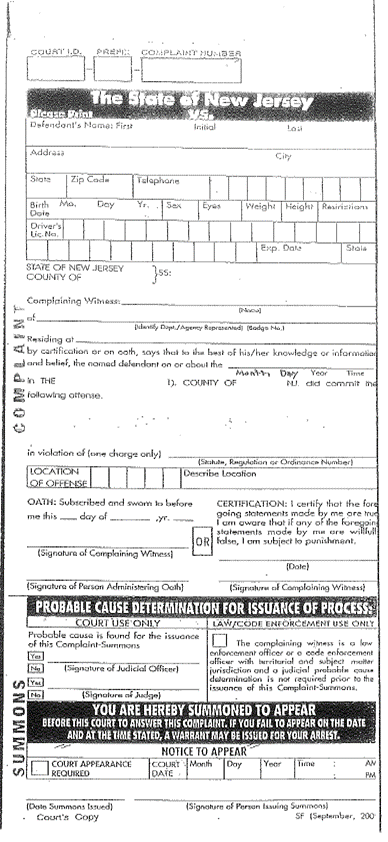 COURT I.D. PREFIX COMPLAINT NUMBER
The State of New Jersey
Please Print VS.
Defendant's Name: First Initial Last
Address City
State Zip Code Telephone
Birth Date Mo. Day Yr. Sex Eyes Weight Height Restrictions
Driver's Lic. No.
Exp. Date State
STATE OF NEW JERSEY
COUNTY OF }SS:
COMPLAINT
Complaining Witness:
(Name)
of
(Identify Dept./Agency Represented) (Badge No.)
Residing at
by certification or on oath, says that to the best of his/her knowledge or information
and belief, the named defendant on or about the
Month Day Year Time
in THE ). COUNTY OF NJ. did commit the
following offense.
in violation of (one charge only)
(Statute, Regulation or Ordinance Number)
LOCATION OF OFFENSE Describe Location
OATH: Subscribed and sworn to before
me this day of ,yr.
(Signature of Complaining Witness)
(Signature of Person Administering Oath)
OR
CERTIFICATION: I certify that the fore
going statements made by me are true
I am aware that if any of the foregoing
statements made by me are willfull
false, I am subject to punishment.
(Date)
(Signature of Complaining Witness)
PROBABLE CAUSE DETERMINATION FOR ISSUANCE OF PROCESS:
COURT USE ONLY LAW/CODE ENFORCEMENT USE ONLY
Probable cause is found for the issuance
of this Complaint-Summons
Yes
No (Signature of Judicial Officer)
Yes
No (Signature of Judge)
The complaining witness is a law
enforcement officer or a code enforcement
officer with territorial and subject matter
jurisdiction and a judicial probable cause
determination is not required prior to the
issuance of this Complaint-Summons.
SUMMONS
YOU ARE HEREBY SUMMONED TO APPEAR
BEFORE THIS COURT TO ANSWER THIS COMPLAINT. IF YOU FAIL TO APPEAR ON THE DATE
AND AT THE TIME STATED, A WARRANT MAY BE ISSUED FOR YOUR ARREST.
NOTICE TO APPEAR
COURT APPEARANCE REQUIRED COURT DATE Month Day Year Time : AM
: PM
(Date Summons Issued) (Signature of Person Issuing Summons)
Court's Copy SF (September, 200